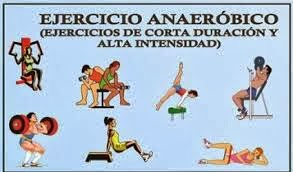 EJERCICIO ANAERÓBICO
(EJERCICIOS DE CORTA DURACIÓN Y
ALTA INTENSIDAD)